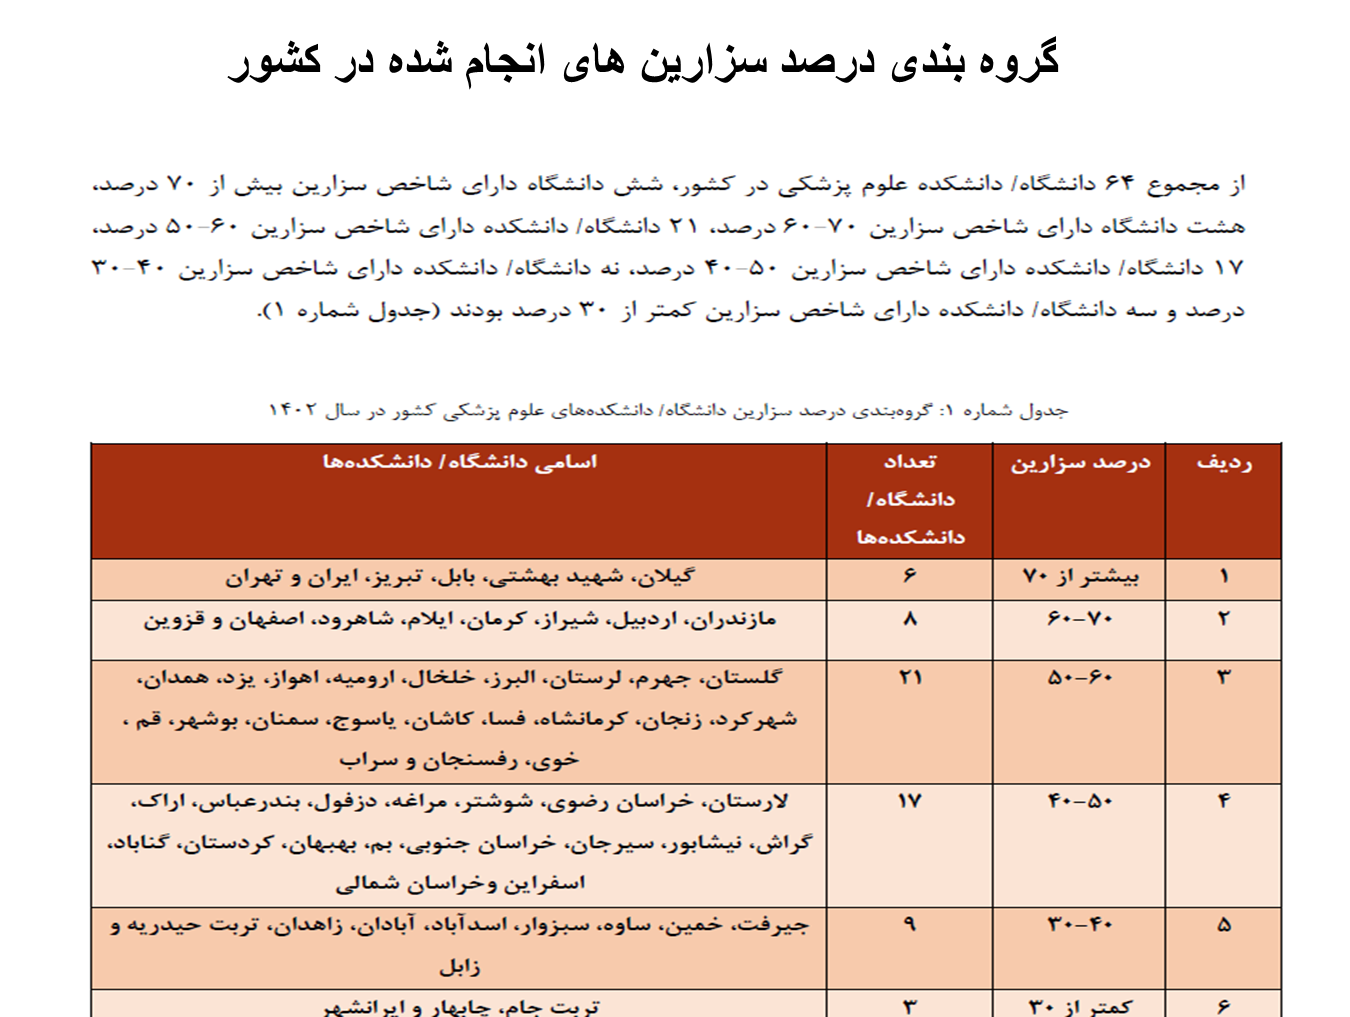 گروه بندی درصد سزارین های انجام شده در کشور
از مجموع ۶۴ دانشگاه/ دانشکده علوم پزشکی در کشور، شش دانشگاه دارای شاخص سزارین بیش از ۷۰ درصد،
هشت دانشگاه دارای شاخص سزارین ۷۰-۶۰ درصد، ۲۱ دانشگاه/ دانشکده دارای شاخص سزارین ۶۰-۵۰ درصد،
۱۷ دانشگاه/ دانشکده دارای شاخص سزارین ۵۰-۴۰ درصد، نه دانشگاه/ دانشکده دارای شاخص سزارین ۴۰-۳۰
درصد و سه دانشگاه/ دانشکده دارای شاخص سزارین کمتر از ۳۰ درصد بودند (جدول شماره ۱).
جدول شماره ۱: گروه‌بندی درصد سزارین دانشگاه/ دانشکده‌های علوم پزشکی کشور در سال ۱۴۰۲
ردیف درصد سزارین تعداد اسامی دانشگاه/ دانشکده‌ها
دانشگاه/
دانشکده‌ها
۱ بیشتر از ۷۰ ۶ گیلان، شهید بهشتی، بابل، تبریز، ایران و تهران
۲ ۶۰-۷۰ ۸ مازندران، اردبیل، شیراز، کرمان، ایلام، شاهرود، اصفهان و قزوین
۳ ۵۰-۶۰ ۲۱ گلستان، جهرم، لرستان، البرز، خلخال، ارومیه، اهواز، یزد، همدان،
شهرکرد، زنجان، کرمانشاه، فسا، کاشان، یاسوج، سمنان، بوشهر، قم ،
خوی، رفسنجان و سراب
۴ ۴۰-۵۰ ۱۷ لارستان، خراسان رضوی، شوشتر، مراغه، دزفول، بندرعباس، اراک،
گراش، نیشابور، سیرجان، خراسان جنوبی، بم، بهبهان، کردستان، گناباد،
اسفراین وخراسان شمالی
۵ ۳۰-۴۰ ۹ جیرفت، خمین، ساوه، سبزوار، اسدآباد، آبادان، زاهدان، تربت حیدریه و
زابل
۶ کمتر از ۳۰ ۳ تربت جام، چابهار و ایرانشهر